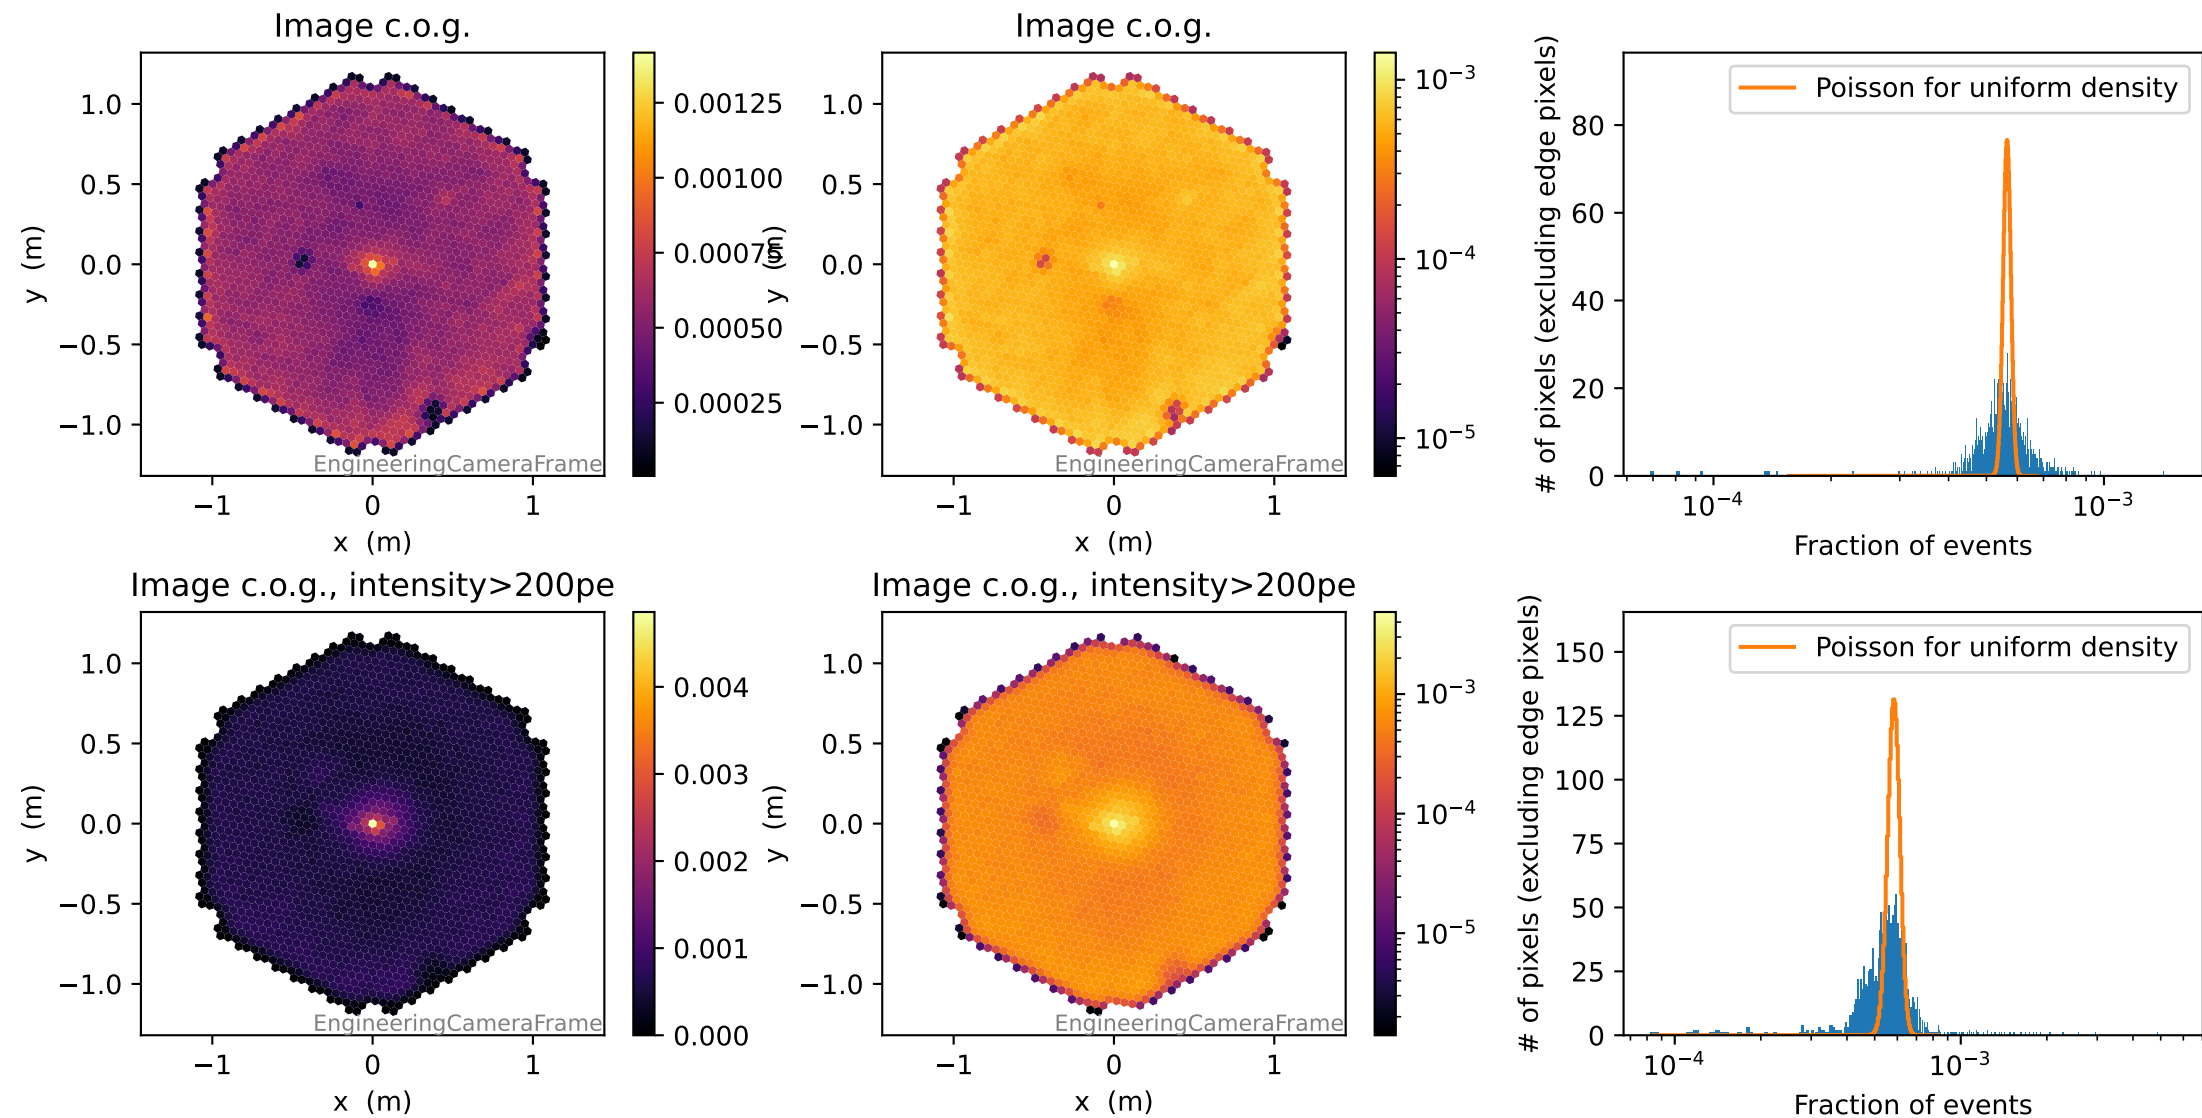 Image c.o.g.
1.0
0.5
0.0
−0.5
−1.0
y (m)
−1
0
1
x (m)
EngineeringCameraFrame
0.00125
0.00100
0.00075
0.00050
0.00025
Image c.o.g.
1.0
0.5
0.0
−0.5
−1.0
y (m)
−1
0
1
x (m)
EngineeringCameraFrame
10⁻³
10⁻⁴
10⁻⁵
# of pixels (excluding edge pixels)
80
60
40
20
0
Poisson for uniform density
10⁻⁴
10⁻³
Fraction of events
Image c.o.g., intensity>200pe
1.0
0.5
0.0
−0.5
−1.0
y (m)
−1
0
1
x (m)
EngineeringCameraFrame
0.004
0.003
0.002
0.001
0.000
Image c.o.g., intensity>200pe
1.0
0.5
0.0
−0.5
−1.0
y (m)
−1
0
1
x (m)
EngineeringCameraFrame
10⁻³
10⁻⁴
10⁻⁵
# of pixels (excluding edge pixels)
150
125
100
75
50
25
0
Poisson for uniform density
10⁻⁴
10⁻³
Fraction of events